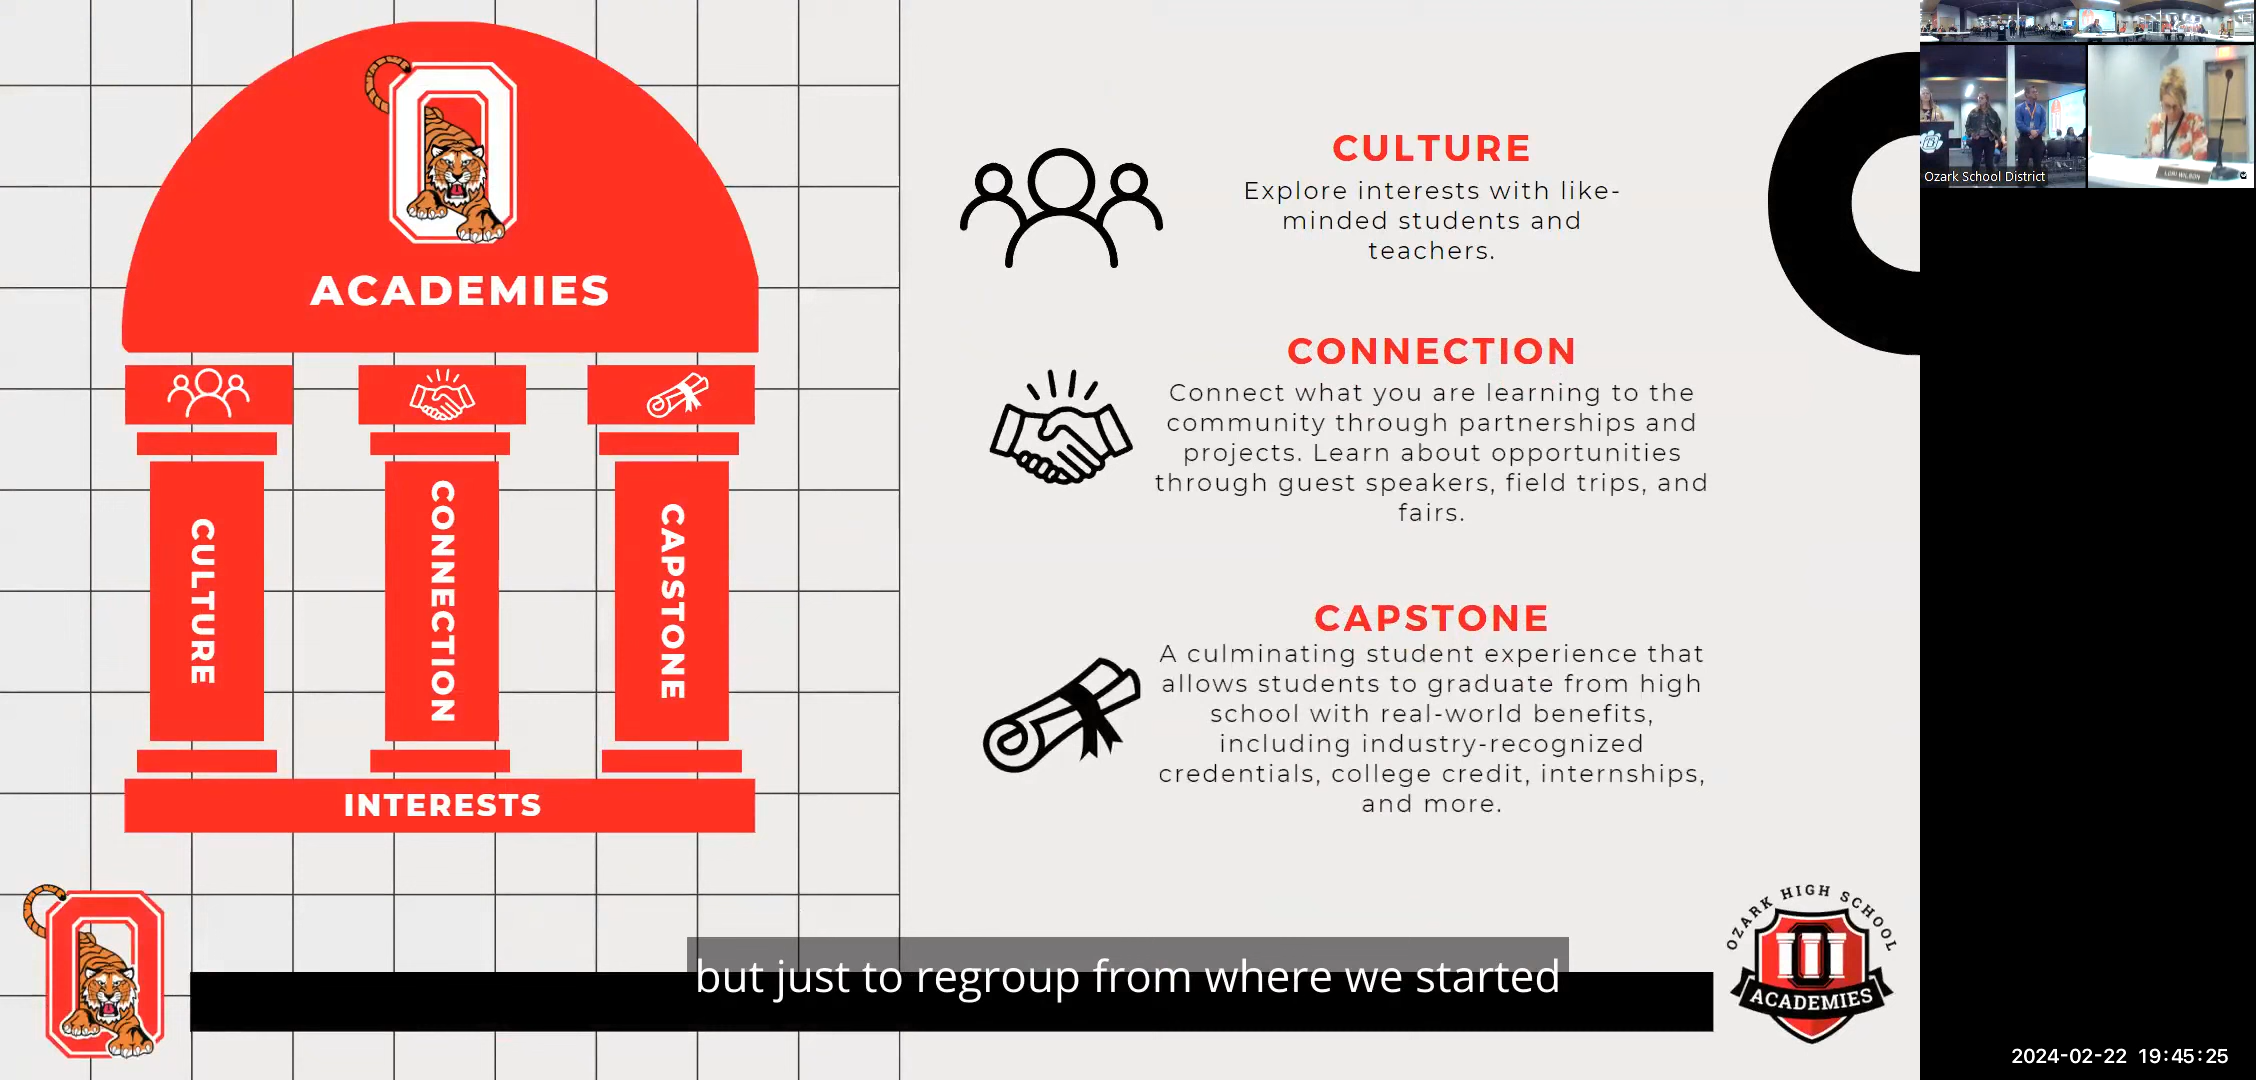 ACADEMIES
CULTURE
CONNECTION
CAPSTONE
INTERESTS
CULTURE
Explore interests with like-
minded students and
teachers.
CONNECTION
Connect what you are learning to the
community through partnerships and
projects. Learn about opportunities
through guest speakers, field trips, and
fairs.
CAPSTONE
A culminating student experience that
allows students to graduate from high
school with real-world benefits,
including industry-recognized
credentials, college credit, internships,
and more.
OZARK HIGH SCHOOL
ACADEMIES
but just to regroup from where we started
Ozark School District
LORI WILSON
2024-02-22 19:45:25